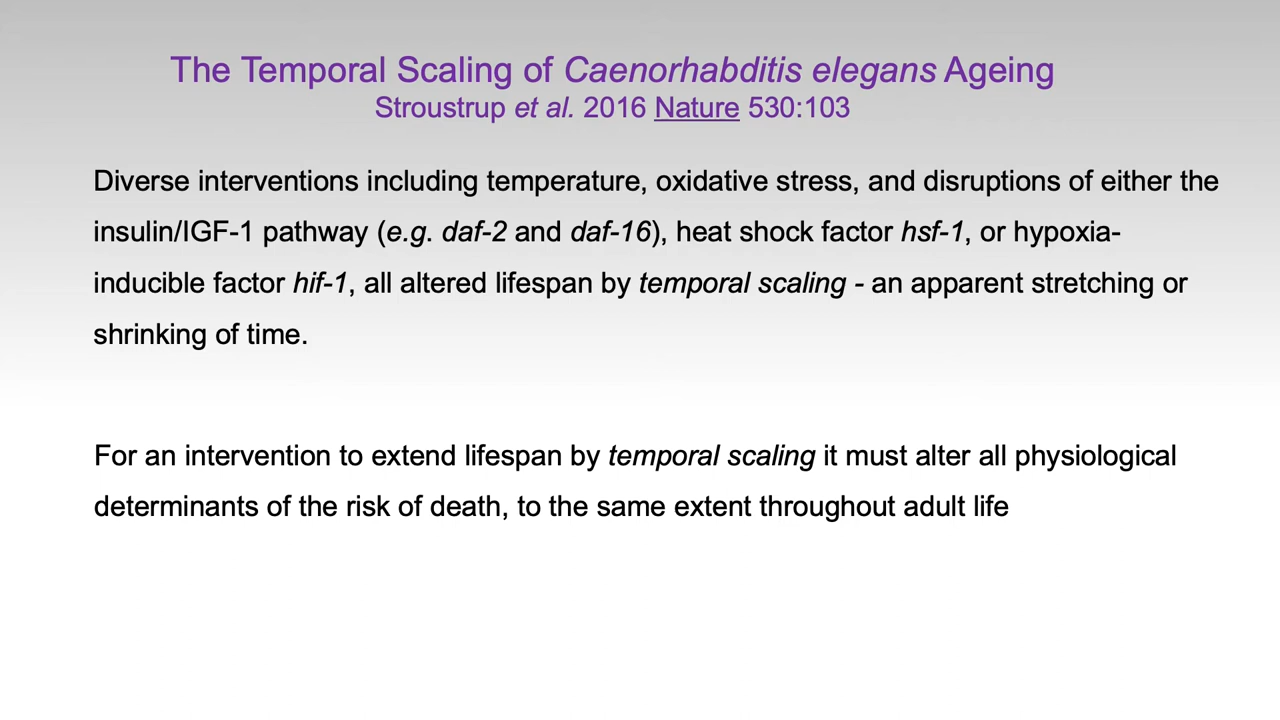 The Temporal Scaling of Caenorhabditis elegans Ageing
Stroustrup et al. 2016 Nature 530:103
Diverse interventions including temperature, oxidative stress, and disruptions of either the
insulin/IGF-1 pathway (e.g. daf-2 and daf-16), heat shock factor hsf-1, or hypoxia-
inducible factor hif-1, all altered lifespan by temporal scaling - an apparent stretching or
shrinking of time.
For an intervention to extend lifespan by temporal scaling it must alter all physiological
determinants of the risk of death, to the same extent throughout adult life